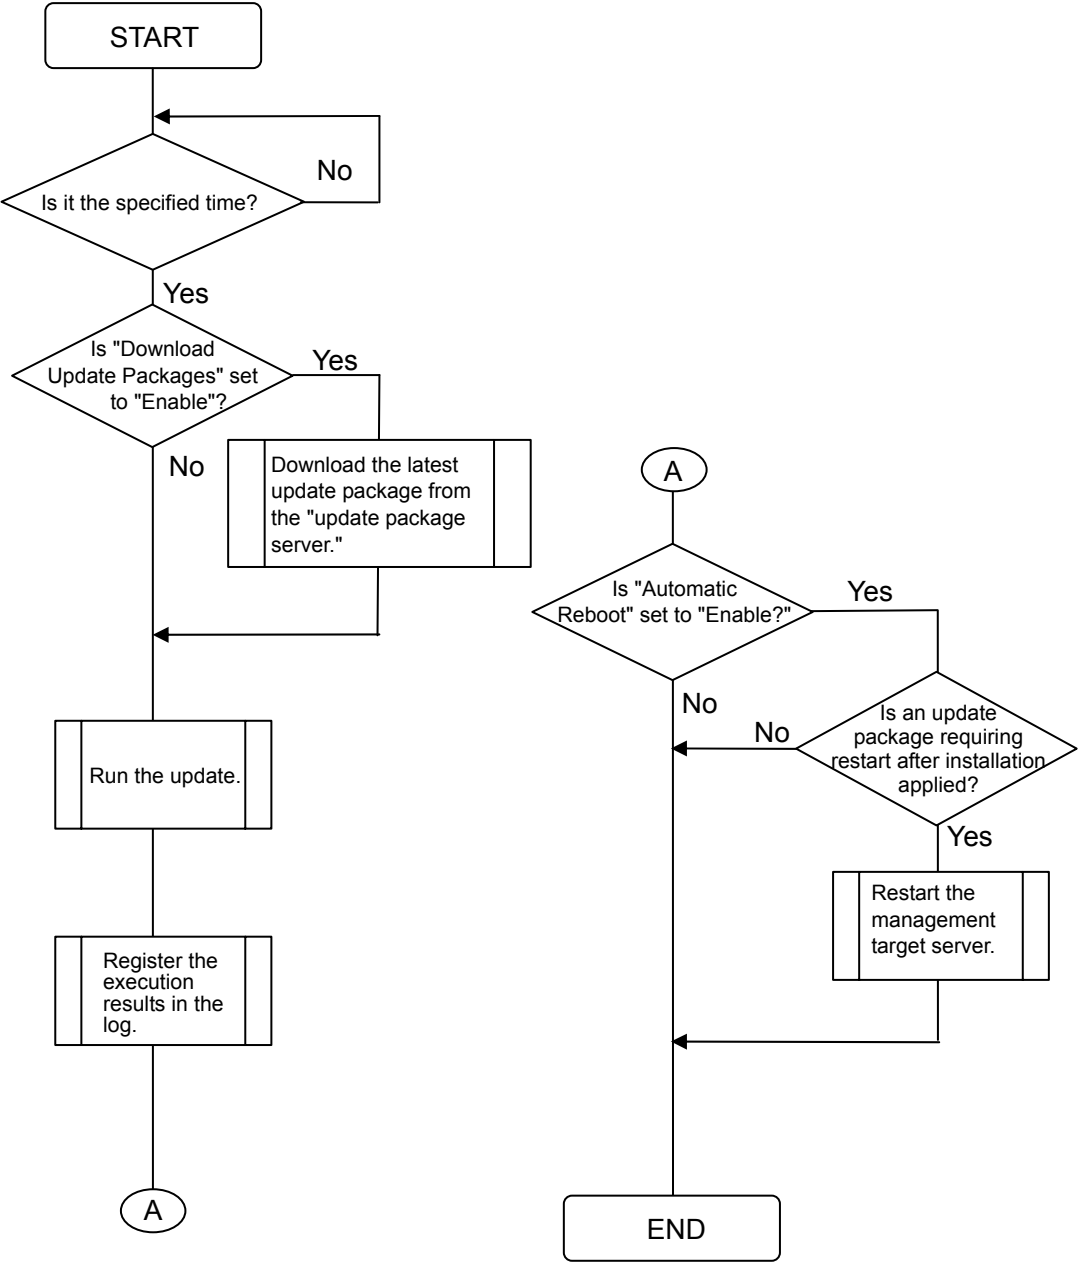 START
No
Is it the specified time?
Yes
Is "Download
Update Packages" set
to "Enable"?
Yes
No
Download the latest
update package from
the "update package
server."
Run the update.
Register the
execution
results in the
log.
A
A
Is "Automatic
Reboot" set to "Enable?"
Yes
No
No
Is an update
package requiring
restart after installation
applied?
Yes
Restart the
management
target server.
END